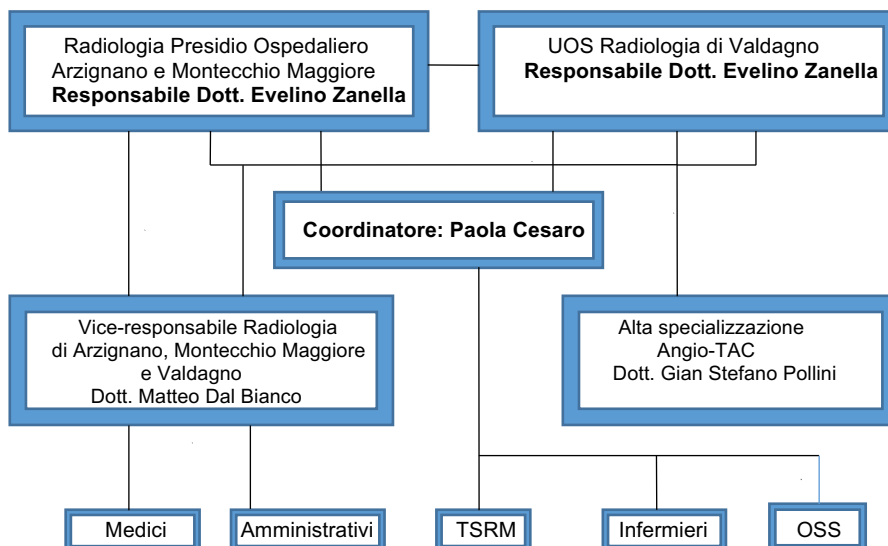 Radiologia Presidio Ospedaliero
Arzignano e Montecchio Maggiore
Responsabile Dott. Evelino Zanella
UOS Radiologia di Valdagno
Responsabile Dott. Evelino Zanella
Coordinatore: Paola Cesaro
Vice-responsabile Radiologia
di Arzignano, Montecchio Maggiore
e Valdagno
Dott. Matteo Dal Bianco
Alta specializzazione
Angio-TAC
Dott. Gian Stefano Pollini
Medici
Amministrativi
TSRM
Infermieri
OSS